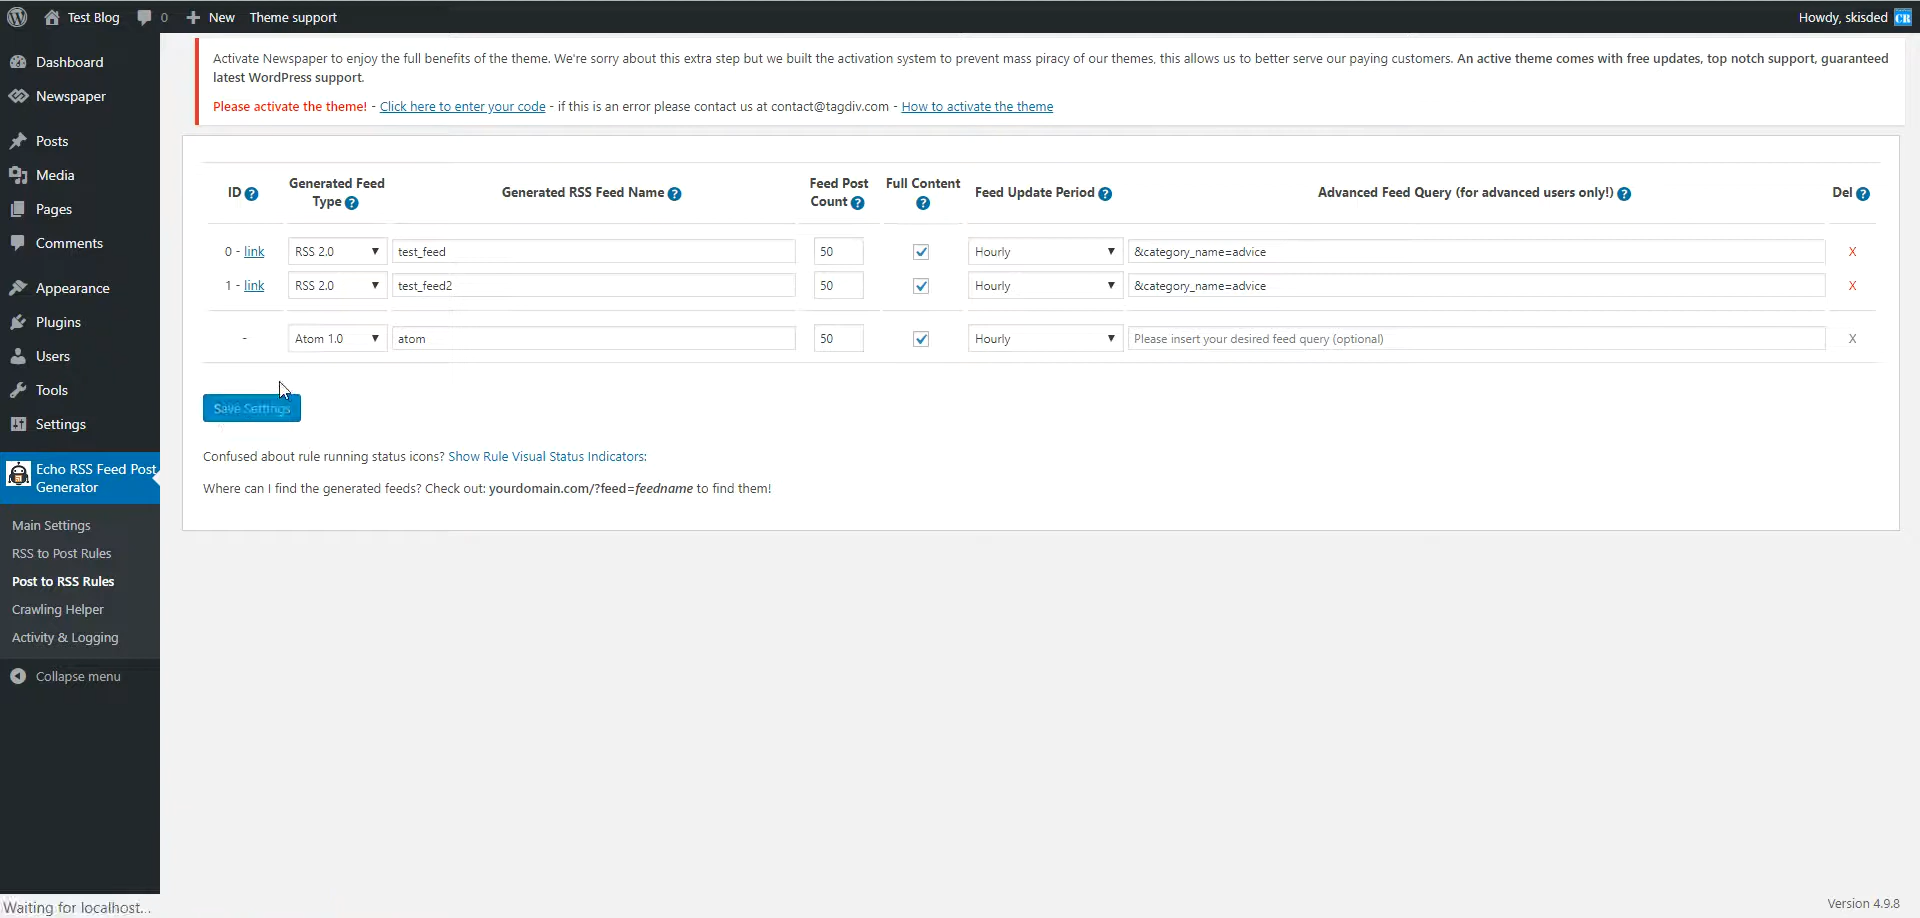 Test Blog 0 New Theme support Howdy, skisded
Dashboard
Newspaper
Posts
Media
Pages
Comments
Appearance
Plugins
Users
Tools
Settings
Echo RSS Feed Post
Generator
Main Settings
RSS to Post Rules
Post to RSS Rules
Crawling Helper
Activity & Logging
Collapse menu
Activate Newspaper to enjoy the full benefits of the theme. We're sorry about this extra step but we built the activation system to prevent mass piracy of our themes, this allows us to better serve our paying customers. An active theme comes with free updates, top notch support, guaranteed
latest WordPress support.
Please activate the theme! - Click here to enter your code - if this is an error please contact us at contact@tagdiv.com - How to activate the theme
ID ? Generated Feed Type ? Generated RSS Feed Name ? Feed Post Count ? Full Content ? Feed Update Period ? Advanced Feed Query (for advanced users only!) ? Del ?
0 - link RSS 2.0 test_feed 50 Hourly &category_name=advice X
1 - link RSS 2.0 test_feed2 50 Hourly &category_name=advice X
- Atom 1.0 atom 50 Hourly Please insert your desired feed query (optional) X
Save Settings
Confused about rule running status icons? Show Rule Visual Status Indicators:
Where can I find the generated feeds? Check out: yourdomain.com/?feed=feedname to find them!
Waiting for localhost...
Version 4.9.8
CR